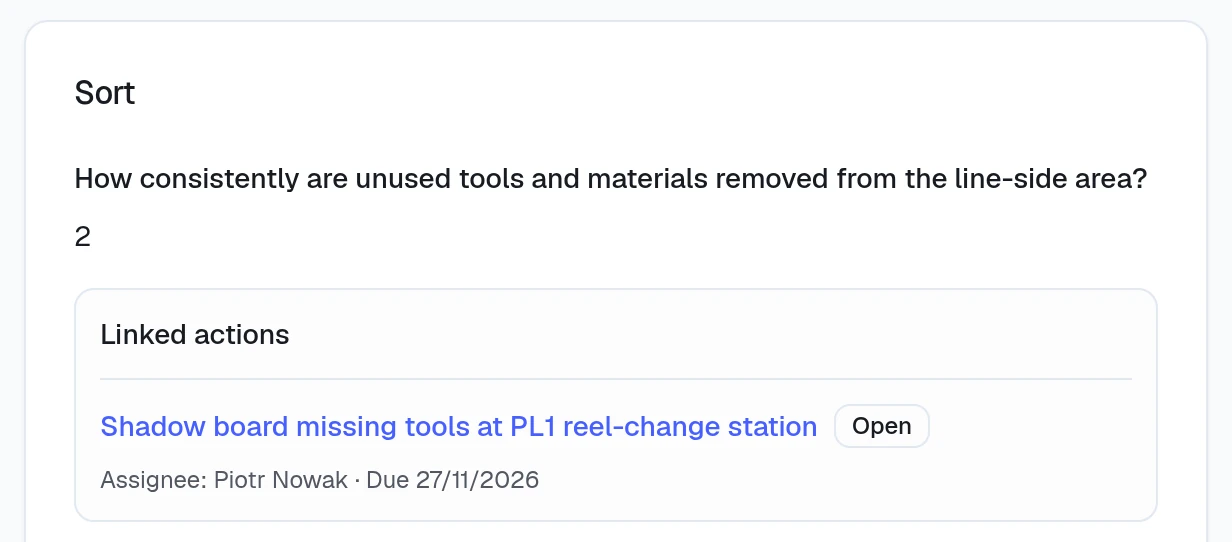 Sort
How consistently are unused tools and materials removed from the line-side area?
2
Linked actions
Shadow board missing tools at PL1 reel-change station Open
Assignee: Piotr Nowak · Due 27/11/2026